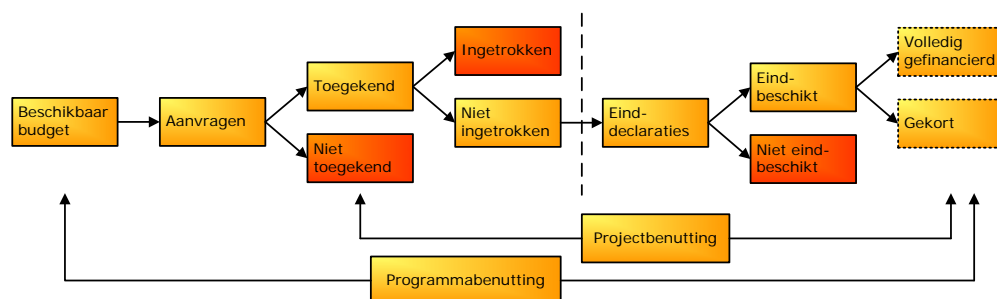 Beschikbaar
budget
Aanvragen
Toegekend
Niet
toegekend
Ingetrokken
Niet
ingetrokken
Eind-
declaraties
Eind-
beschikt
Niet eind-
beschikt
Volledig
gefinancierd
Gekort
Projectbenutting
Programmabenutting